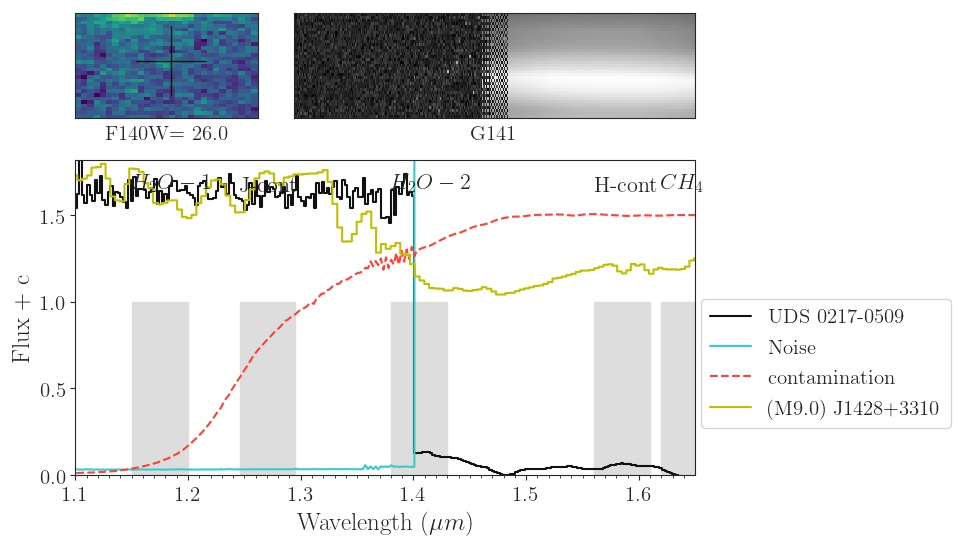 F140W= 26.0
G141
H₂O − 1
J-cont
H₂O − 2
H-cont
CH₄
1.5
1.0
0.5
0.0
Flux + c
1.1 1.2 1.3 1.4 1.5 1.6
Wavelength (μm)
UDS 0217-0509
Noise
contamination
(M9.0) J1428+3310